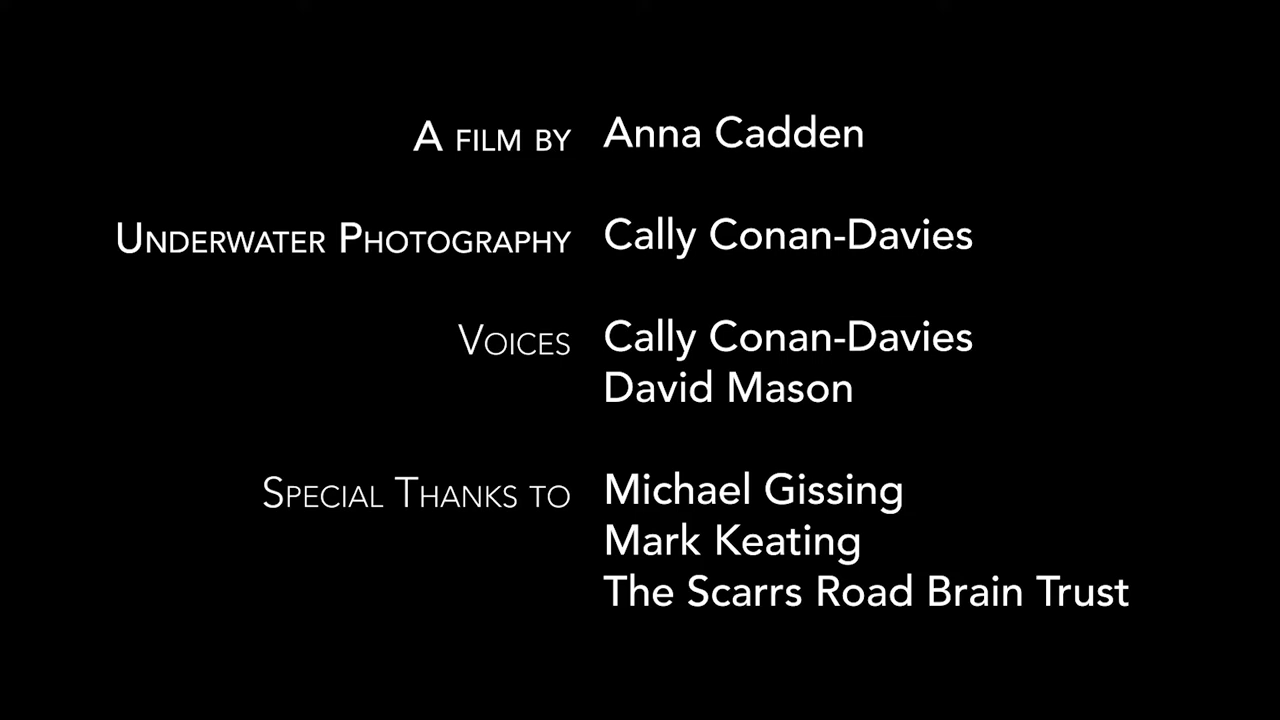 A FILM BY Anna Cadden
UNDERWATER PHOTOGRAPHY Cally Conan-Davies
VOICES Cally Conan-Davies
David Mason
SPECIAL THANKS TO Michael Gissing
Mark Keating
The Scarrs Road Brain Trust